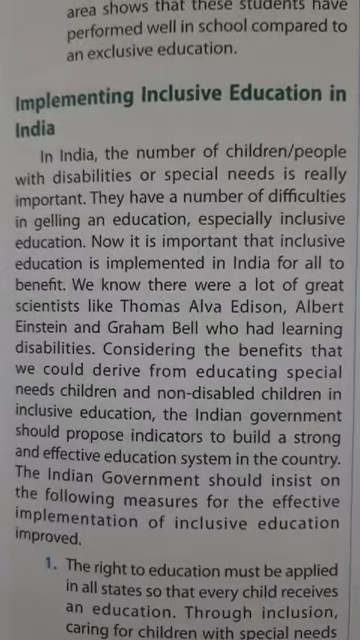 area shows that these students have
performed well in school compared to
an exclusive education.
Implementing Inclusive Education in
India
In India, the number of children/people
with disabilities or special needs is really
important. They have a number of difficulties
in gelling an education, especially inclusive
education. Now it is important that inclusive
education is implemented in India for all to
benefit. We know there were a lot of great
scientists like Thomas Alva Edison, Albert
Einstein and Graham Bell who had learning
disabilities. Considering the benefits that
we could derive from educating special
needs children and non-disabled children in
inclusive education, the Indian government
should propose indicators to build a strong
and effective education system in the country.
The Indian Government should insist on
the following measures for the effective
implementation of inclusive education
improved.
1. The right to education must be applied
in all states so that every child receives
an education. Through inclusion,
caring for children with special needs